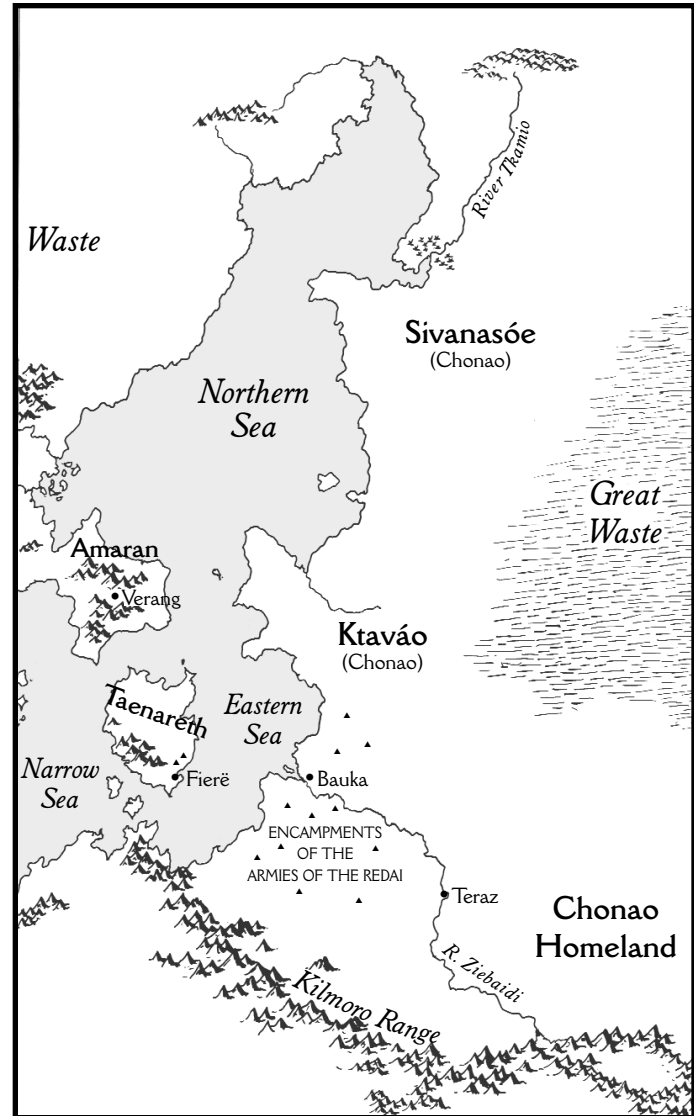 River Tkamio
Waste
Sivanasóe
(Chonao)
Northern
Sea
Great
Waste
Amaran
Verang
Ktaváo
(Chonao)
Taenaréth
Eastern
Sea
Narrow
Sea
Fierë
Bauka
ENCAMPMENTS
OF THE
ARMIES OF THE REDAI
Teraz
Chonao
Homeland
R. Ziebaidi
Kilmoro Range